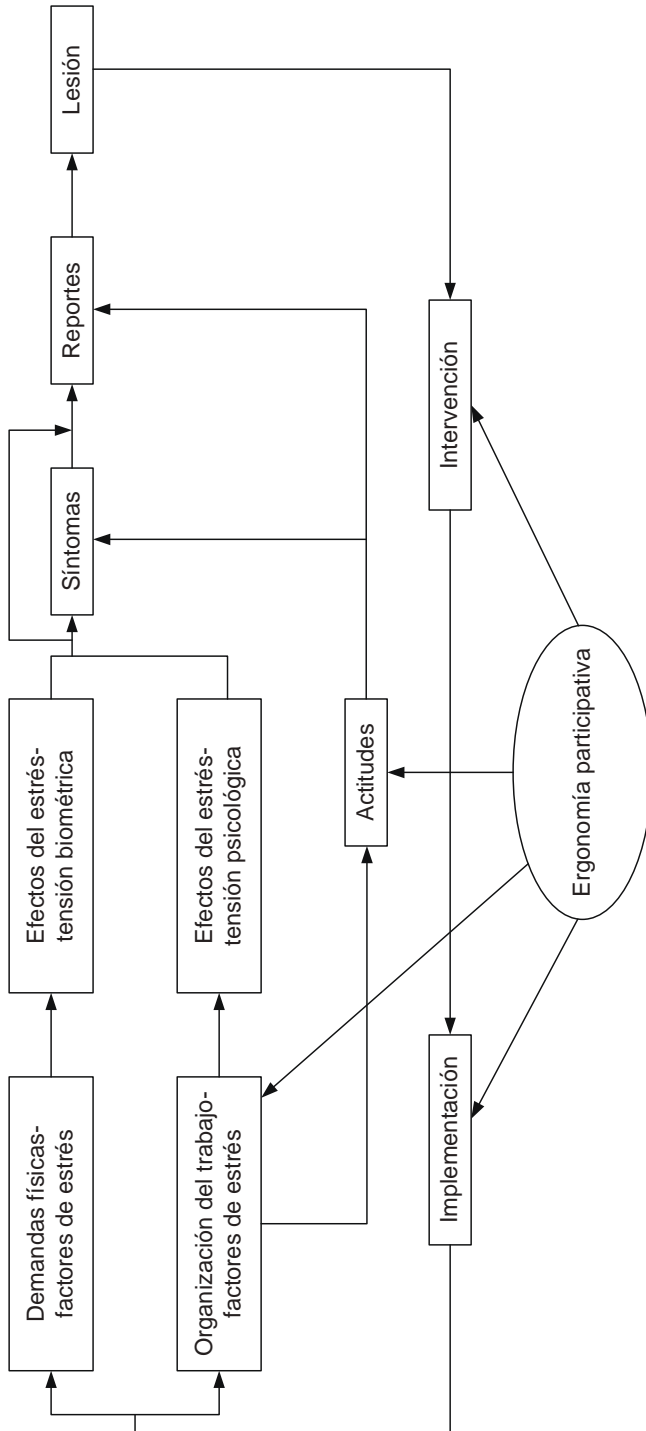 Demandas físicas-
factores de estrés
Efectos del estrés-
tensión biométrica
Síntomas
Reportes
Lesión
Organización del trabajo-
factores de estrés
Efectos del estrés-
tensión psicológica
Actitudes
Implementación
Intervención
Ergonomía participativa